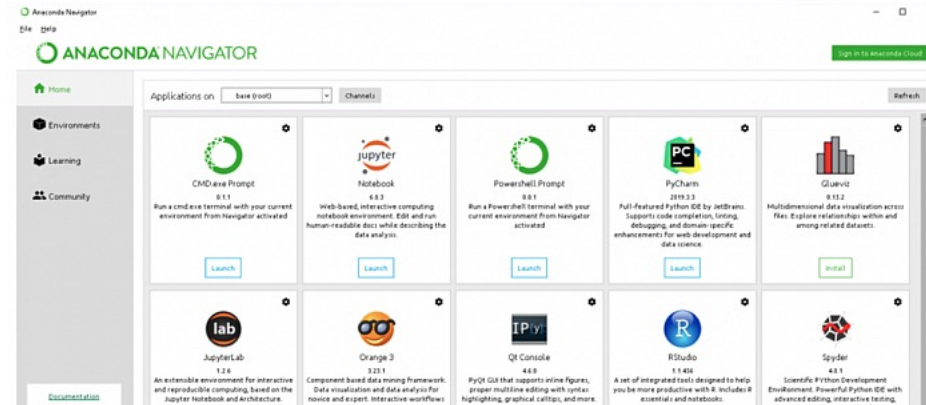 Anaconda Navigator
File Help
ANACONDA NAVIGATOR
Sign in to Anaconda Cloud
Home
Environments
Learning
Community
Documentation
Applications on base (root) Channels
Refresh
CMD.exe Prompt
0.1.1
Run a cmd.exe terminal with your current
environment from Navigator activated
Launch
jupyter
Notebook
6.0.3
Web-based, interactive computing
notebook environment. Edit and run
human-readable docs while describing the
data analysis.
Launch
Powershell Prompt
0.0.1
Run a Powershell terminal with your
current environment from Navigator
activated
Launch
PC
PyCharm
2019.3.3
Full-featured Python IDE by JetBrains.
Supports code completion, linting,
debugging, and domain-specific
enhancements for web development and
data science.
Launch
Glueviz
0.15.2
Multidimensional data visualization across
files. Explore relationships within and
among related datasets.
Install
lab
JupyterLab
1.2.6
An extensible environment for interactive
and reproducible computing, based on the
Jupyter Notebook and Architecture.
Orange 3
3.23.1
Component based data mining framework.
Data visualization and data analysis for
novice and expert. Interactive workflows
IP[y]:
Qt Console
4.6.0
PyQt GUI that supports inline figures,
proper multiline editing with syntax
highlighting, graphical calltips, and more.
R
RStudio
1.1.456
A set of integrated tools designed to help
you be more productive with R. Includes R
essentials and notebooks.
Spyder
4.0.1
Scientific PYthon Development
EnviRonment. Powerful Python IDE with
advanced editing, interactive testing,